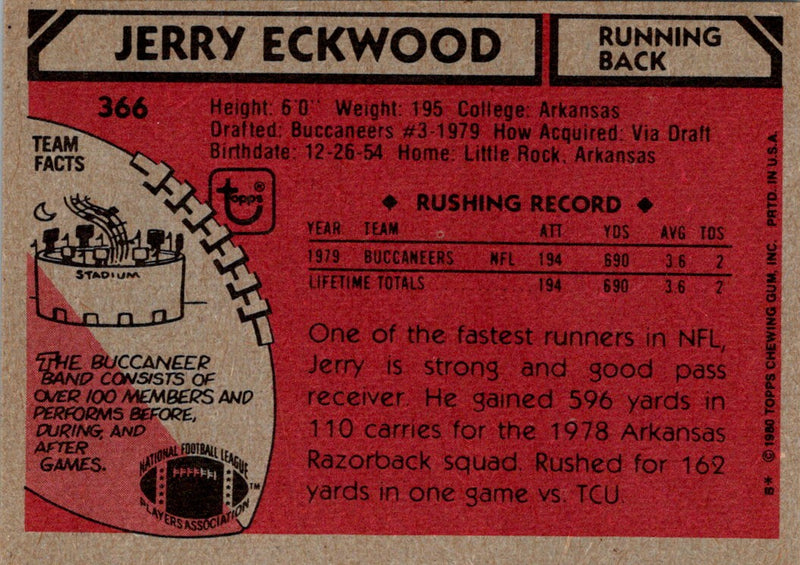 JERRY ECKWOOD
RUNNING
BACK
366
Height: 6'0" Weight: 195 College: Arkansas
Drafted: Buccaneers #3-1979 How Acquired: Via Draft
Birthdate: 12-26-54 Home: Little Rock, Arkansas
TEAM
FACTS
topps®
STADIUM
THE BUCCANEER
BAND CONSISTS OF
OVER 100 MEMBERS AND
PERFORMS BEFORE,
DURING, AND
AFTER
GAMES.
NATIONAL FOOTBALL LEAGUE
PLAYERS ASSOCIATION
TM
◆ RUSHING RECORD ◆
YEAR TEAM ATT YDS AVG TDS
1979 BUCCANEERS NFL 194 690 3.6 2
LIFETIME TOTALS 194 690 3.6 2
One of the fastest runners in NFL,
Jerry is strong and good pass
receiver. He gained 596 yards in
110 carries for the 1978 Arkansas
Razorback squad. Rushed for 162
yards in one game vs. TCU.
B* ©1980 TOPPS CHEWING GUM, INC. PRTD. IN U.S.A.